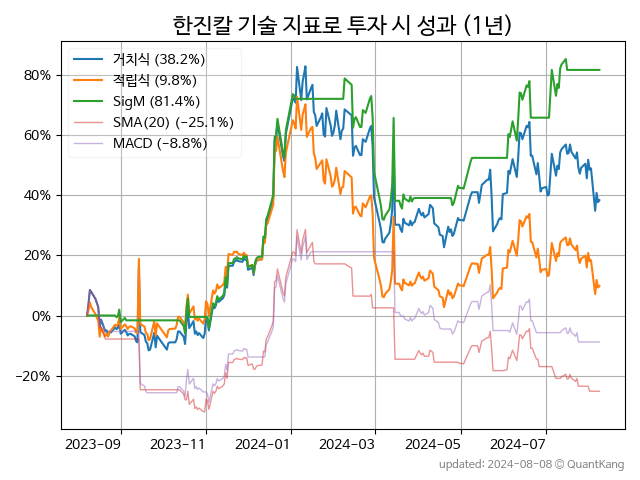 한진칼 기술 지표로 투자 시 성과 (1년)
거치식 (38.2%)
적립식 (9.8%)
SigM (81.4%)
SMA(20) (−25.1%)
MACD (−8.8%)
80%
60%
40%
20%
0%
−20%
2023-09
2023-11
2024-01
2024-03
2024-05
2024-07
updated: 2024-08-08 © QuantKang